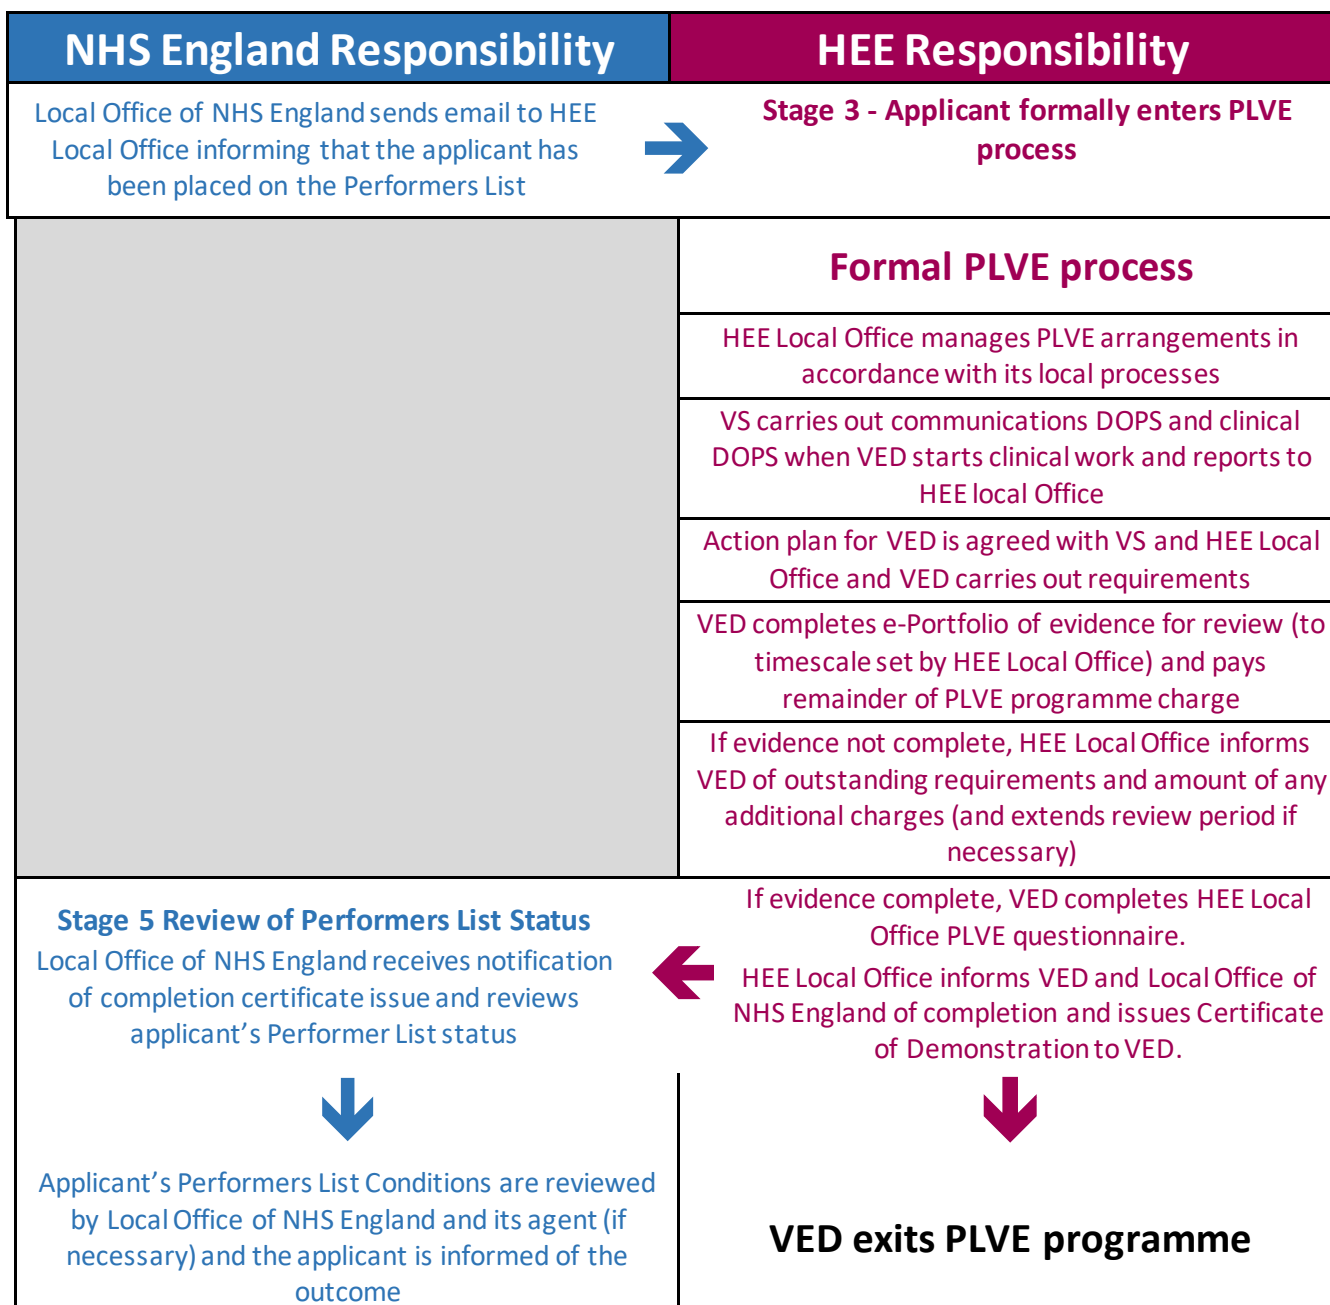 NHS England Responsibility
HEE Responsibility
Local Office of NHS England sends email to HEE
Local Office informing that the applicant has
been placed on the Performers List
Stage 3 - Applicant formally enters PLVE
process
Formal PLVE process
HEE Local Office manages PLVE arrangements in
accordance with its local processes
VS carries out communications DOPS and clinical
DOPS when VED starts clinical work and reports to
HEE local Office
Action plan for VED is agreed with VS and HEE Local
Office and VED carries out requirements
VED completes e-Portfolio of evidence for review (to
timescale set by HEE Local Office) and pays
remainder of PLVE programme charge
If evidence not complete, HEE Local Office informs
VED of outstanding requirements and amount of any
additional charges (and extends review period if
necessary)
If evidence complete, VED completes HEE Local
Office PLVE questionnaire.
HEE Local Office informs VED and Local Office of
NHS England of completion and issues Certificate
of Demonstration to VED.
Stage 5 Review of Performers List Status
Local Office of NHS England receives notification
of completion certificate issue and reviews
applicant's Performer List status
Applicant's Performers List Conditions are reviewed
by Local Office of NHS England and its agent (if
necessary) and the applicant is informed of the
outcome
VED exits PLVE programme